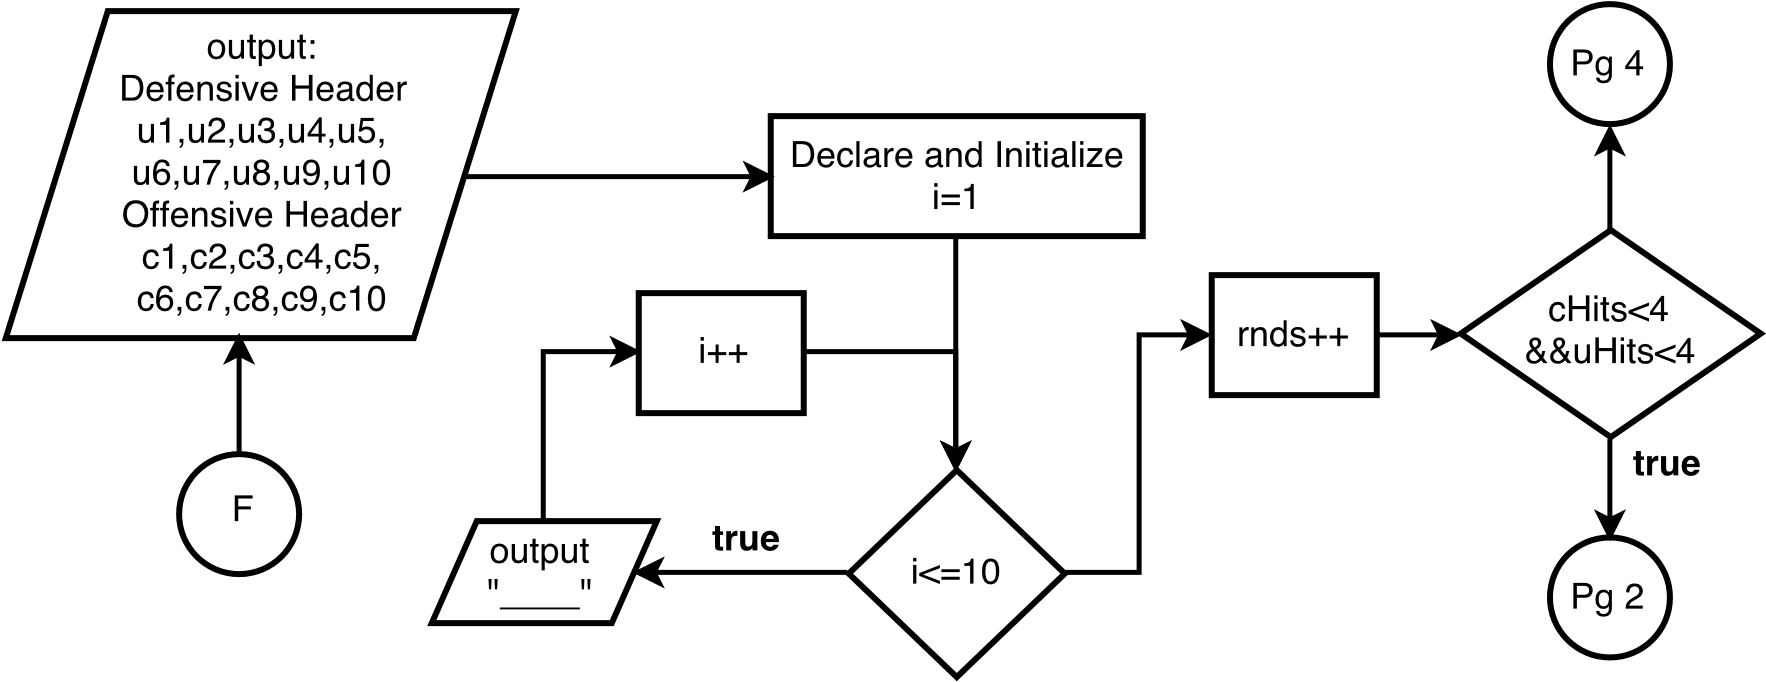 output:
Defensive Header
u1,u2,u3,u4,u5,
u6,u7,u8,u9,u10
Offensive Header
c1,c2,c3,c4,c5,
c6,c7,c8,c9,c10
F
Declare and Initialize
i=1
i++
output
"____"
true
i<=10
rnds++
cHits<4
&&uHits<4
Pg 4
true
Pg 2